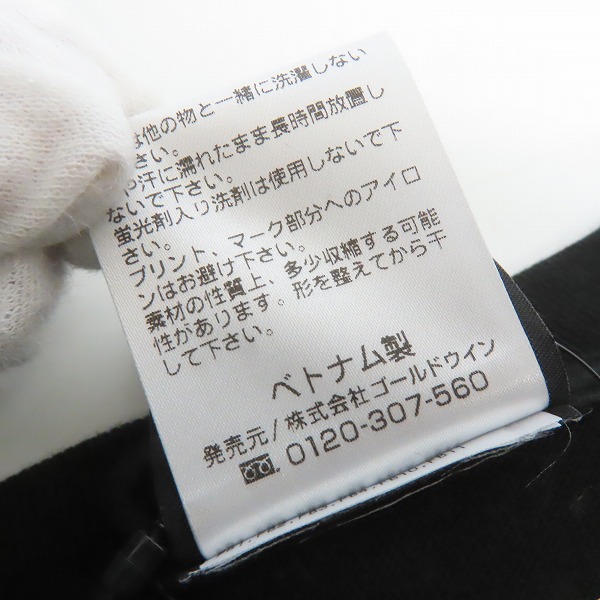 他の物と一緒に洗濯しない
さい。
や汗に濡れたまま長時間放置し
ないで下さい。
蛍光剤入り洗剤は使用しないで下
さい。
プリント、マーク部分へのアイロ
ンはお避け下さい。
素材の性質上、多少収縮する可能
性があります。形を整えてから干
して下さい。
ベトナム製
発売元/株式会社ゴールドウイン
0120-307-560